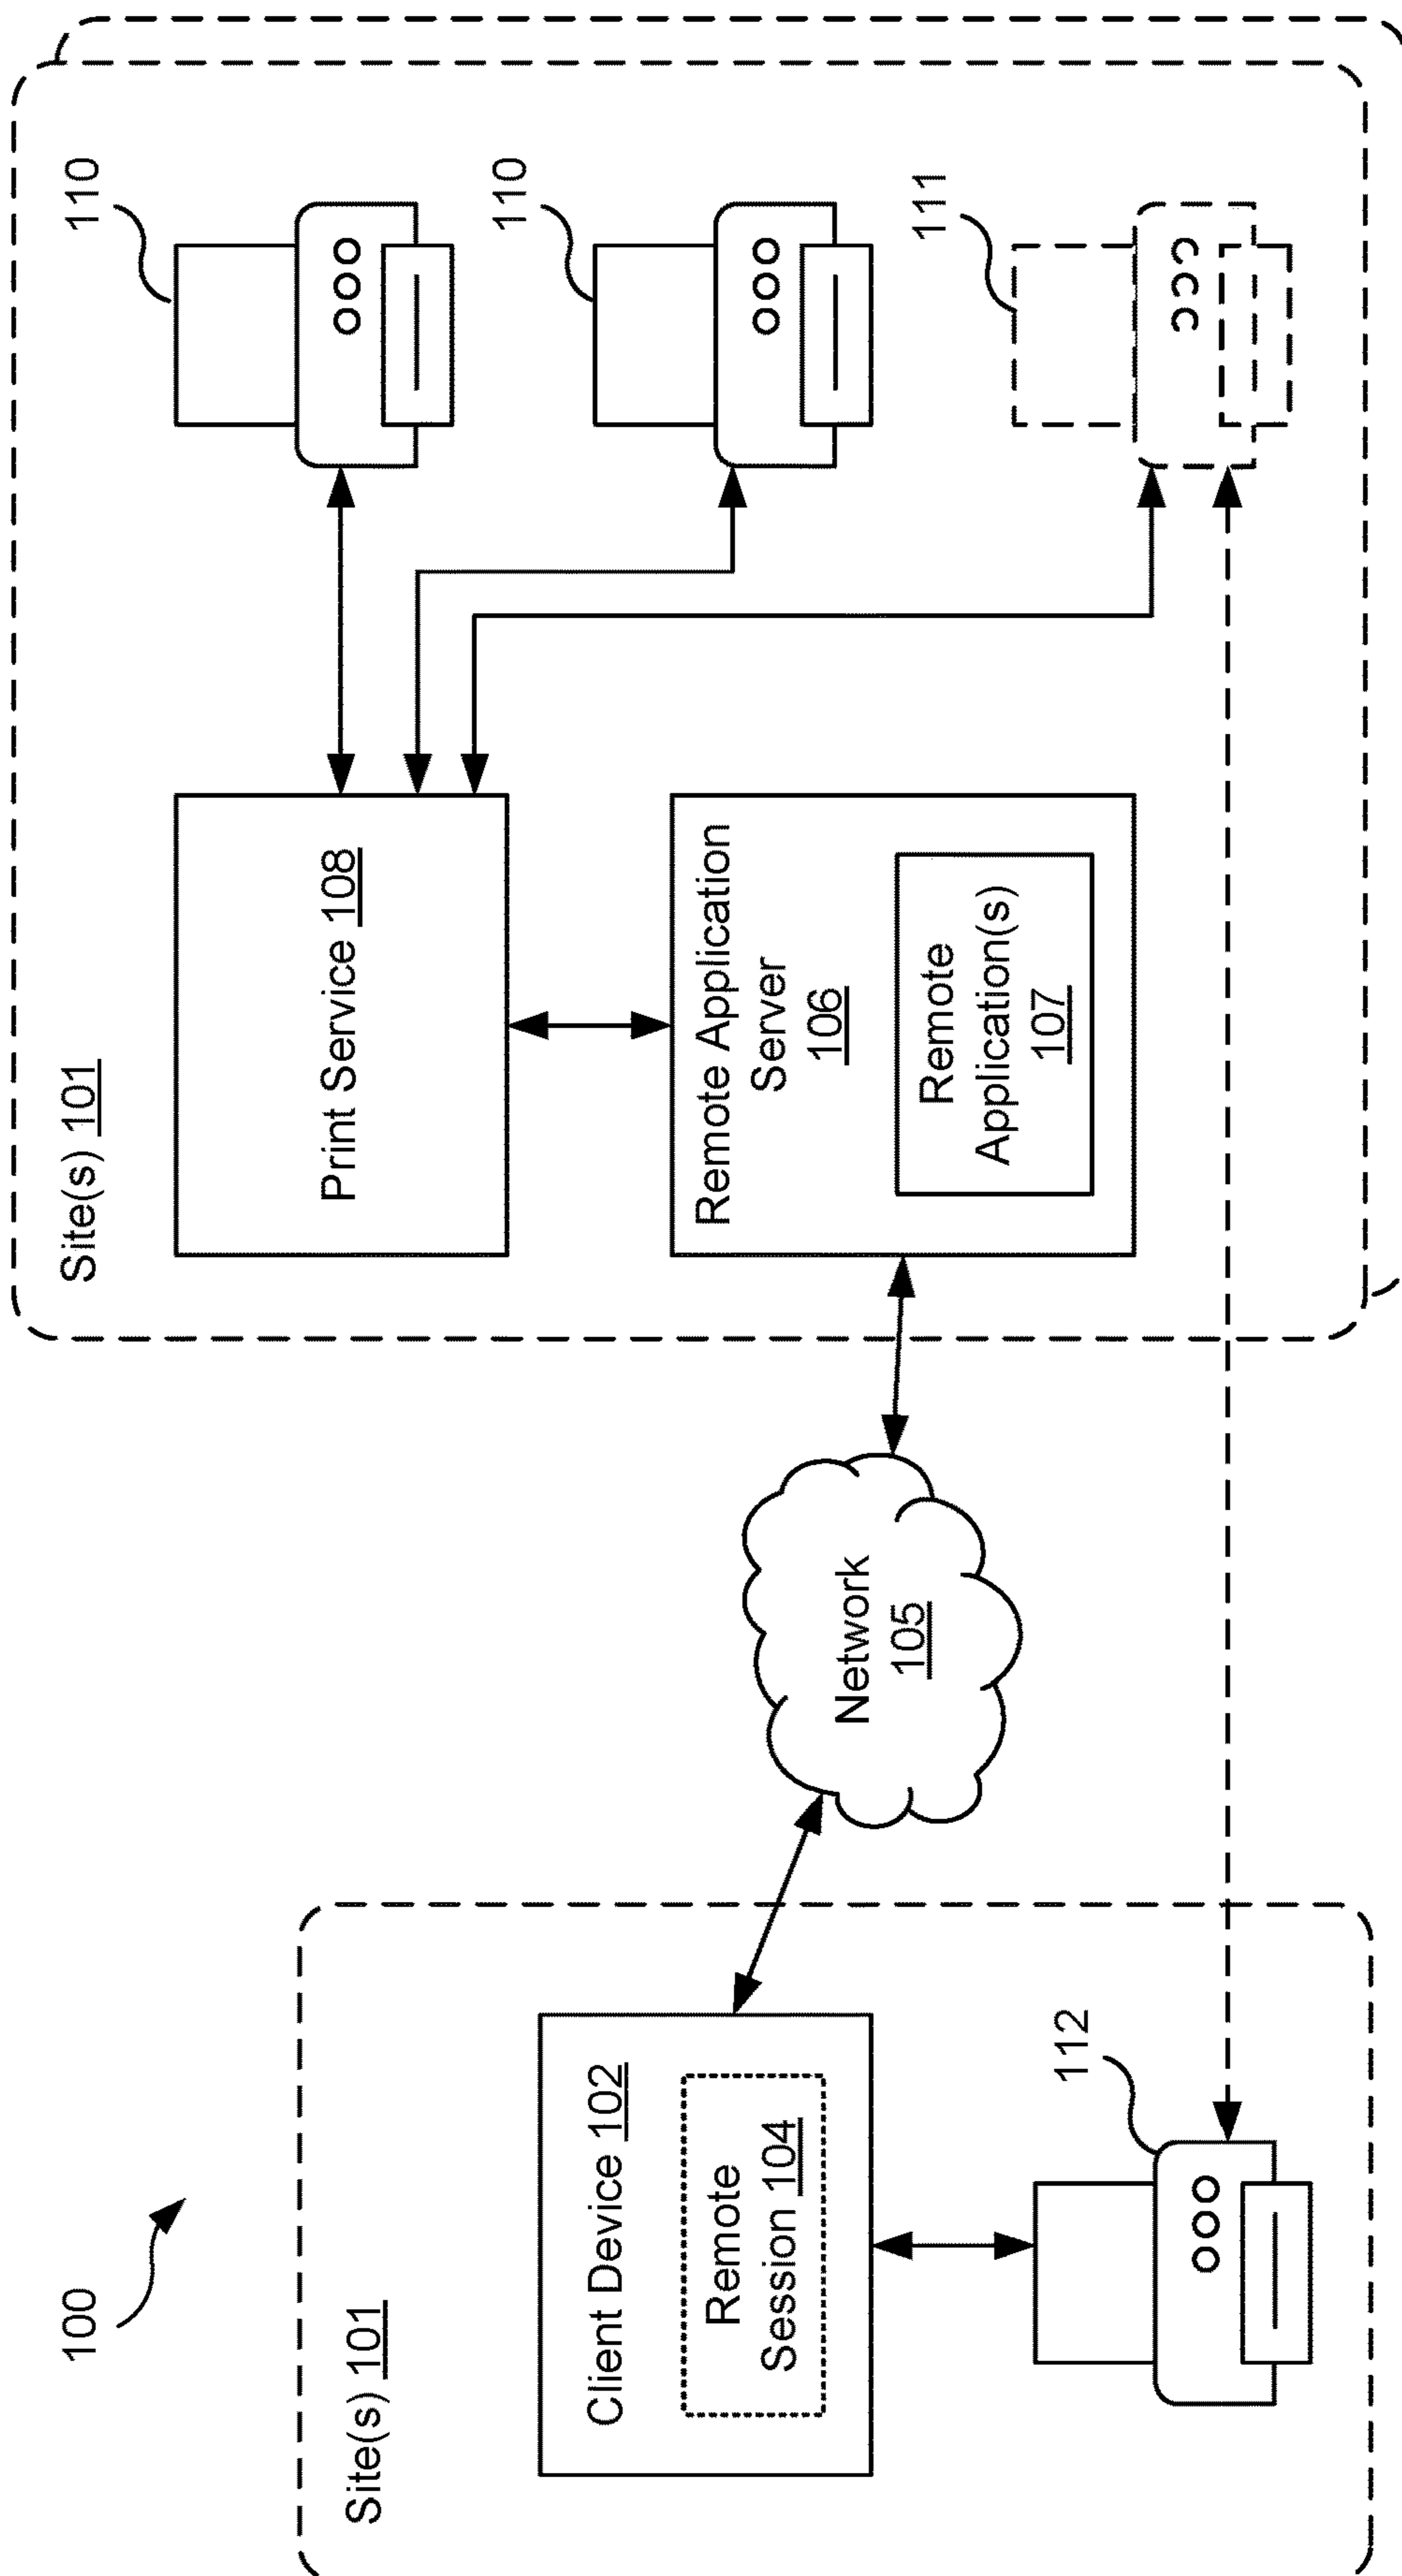 100
Site(s) 101
Client Device 102
Remote
Session 104
112
Network
105
Site(s) 101
Print Service 108
Remote Application
Server
106
Remote
Application(s)
107
110
110
111